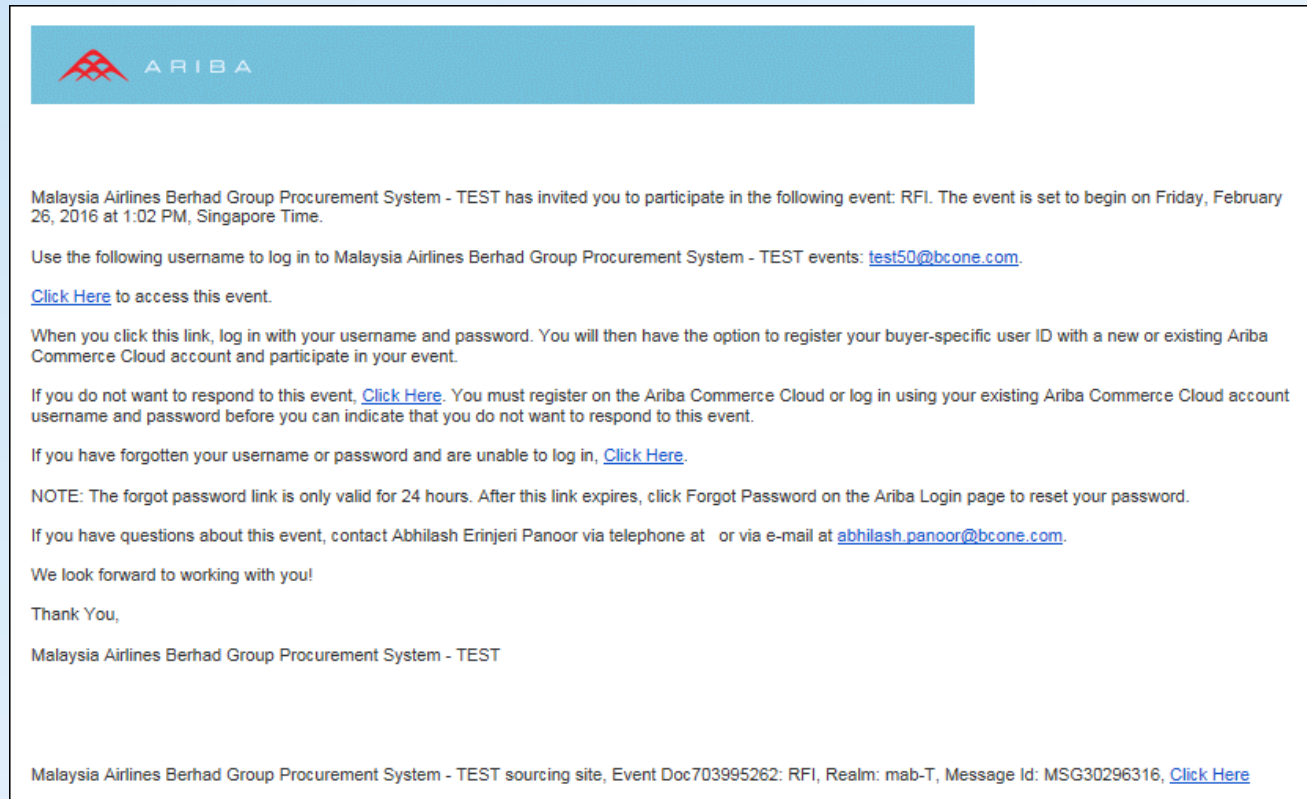 ARIBA
Malaysia Airlines Berhad Group Procurement System - TEST has invited you to participate in the following event: RFI. The event is set to begin on Friday, February
26, 2016 at 1:02 PM, Singapore Time.
Use the following username to log in to Malaysia Airlines Berhad Group Procurement System - TEST events: test50@bcone.com.
Click Here to access this event.
When you click this link, log in with your username and password. You will then have the option to register your buyer-specific user ID with a new or existing Ariba
Commerce Cloud account and participate in your event.
If you do not want to respond to this event, Click Here. You must register on the Ariba Commerce Cloud or log in using your existing Ariba Commerce Cloud account
username and password before you can indicate that you do not want to respond to this event.
If you have forgotten your username or password and are unable to log in, Click Here.
NOTE: The forgot password link is only valid for 24 hours. After this link expires, click Forgot Password on the Ariba Login page to reset your password.
If you have questions about this event, contact Abhilash Erinjeri Panoor via telephone at or via e-mail at abhilash.panoor@bcone.com.
We look forward to working with you!
Thank You,
Malaysia Airlines Berhad Group Procurement System - TEST
Malaysia Airlines Berhad Group Procurement System - TEST sourcing site, Event Doc703995262: RFI, Realm: mab-T, Message Id: MSG30296316, Click Here